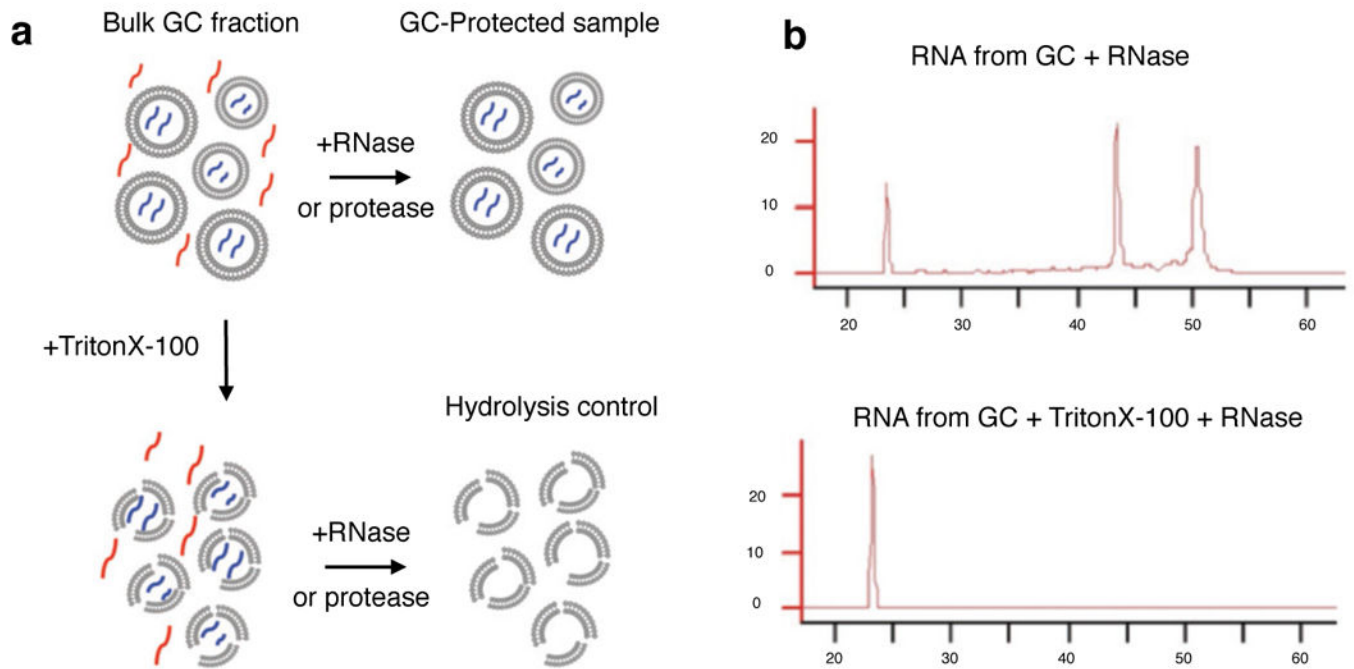 a
Bulk GC fraction
GC-Protected sample
+RNase
or protease
+TritonX-100
Hydrolysis control
+RNase
or protease
b
RNA from GC + RNase
20
10
0
20 30 40 50 60
RNA from GC + TritonX-100 + RNase
20
10
0
20 30 40 50 60